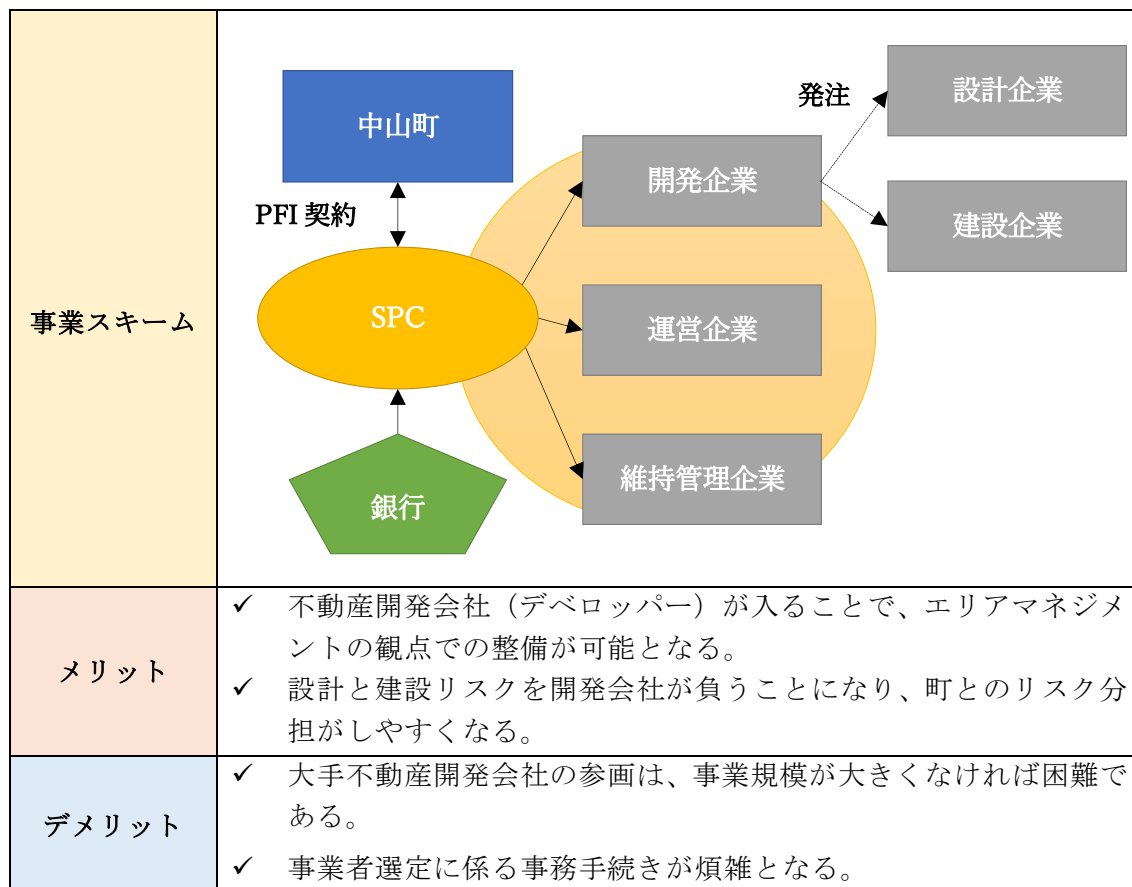 事業スキーム
中山町
PFI 契約
SPC
銀行
開発企業
運営企業
維持管理企業
発注
設計企業
建設企業
メリット
✓ 不動産開発会社（デベロッパー）が入ることで、エリアマネジメ
ントの観点での整備が可能となる。
✓ 設計と建設リスクを開発会社が負うことになり、町とのリスク分
担がしやすくなる。
デメリット
✓ 大手不動産開発会社の参画は、事業規模が大きくなければ困難で
ある。
✓ 事業者選定に係る事務手続きが煩雑となる。